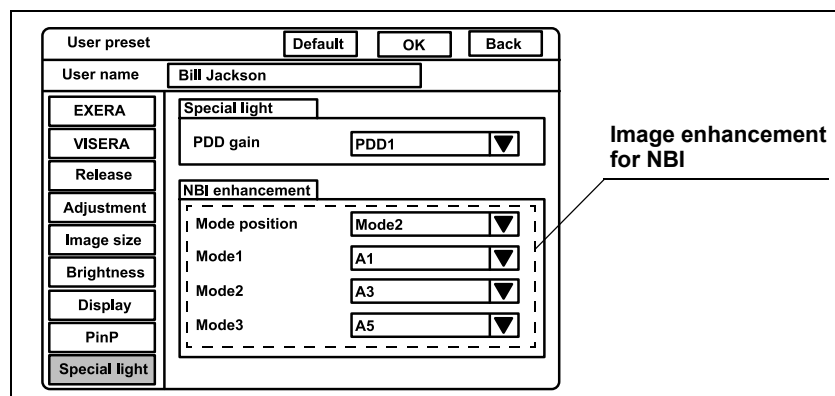 User preset Default OK Back
User name Bill Jackson
EXERA
VISERA
Release
Adjustment
Image size
Brightness
Display
PinP
Special light
Special light
PDD gain PDD1
NBI enhancement
Mode position Mode2
Mode1 A1
Mode2 A3
Mode3 A5
Image enhancement
for NBI